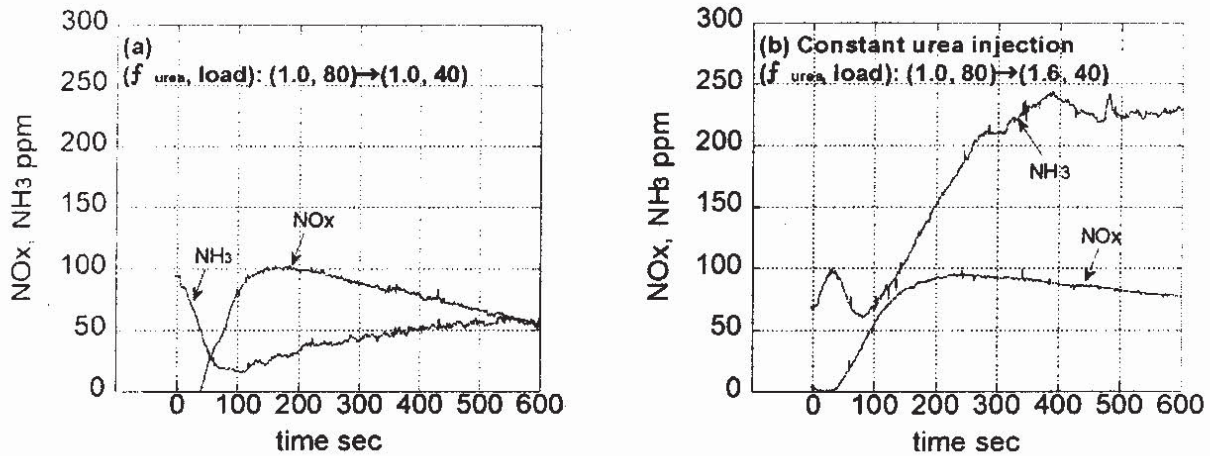 300
250
200
150
100
50
0
NOx, NH3 ppm
(a)
(f urea, load): (1.0, 80)→(1.0, 40)
NH3
NOx
0 100 200 300 400 500 600
time sec
300
250
200
150
100
50
0
NOx, NH3 ppm
(b) Constant urea injection
(f urea, load): (1.0, 80)→(1.6, 40)
NH3
NOx
0 100 200 300 400 500 600
time sec